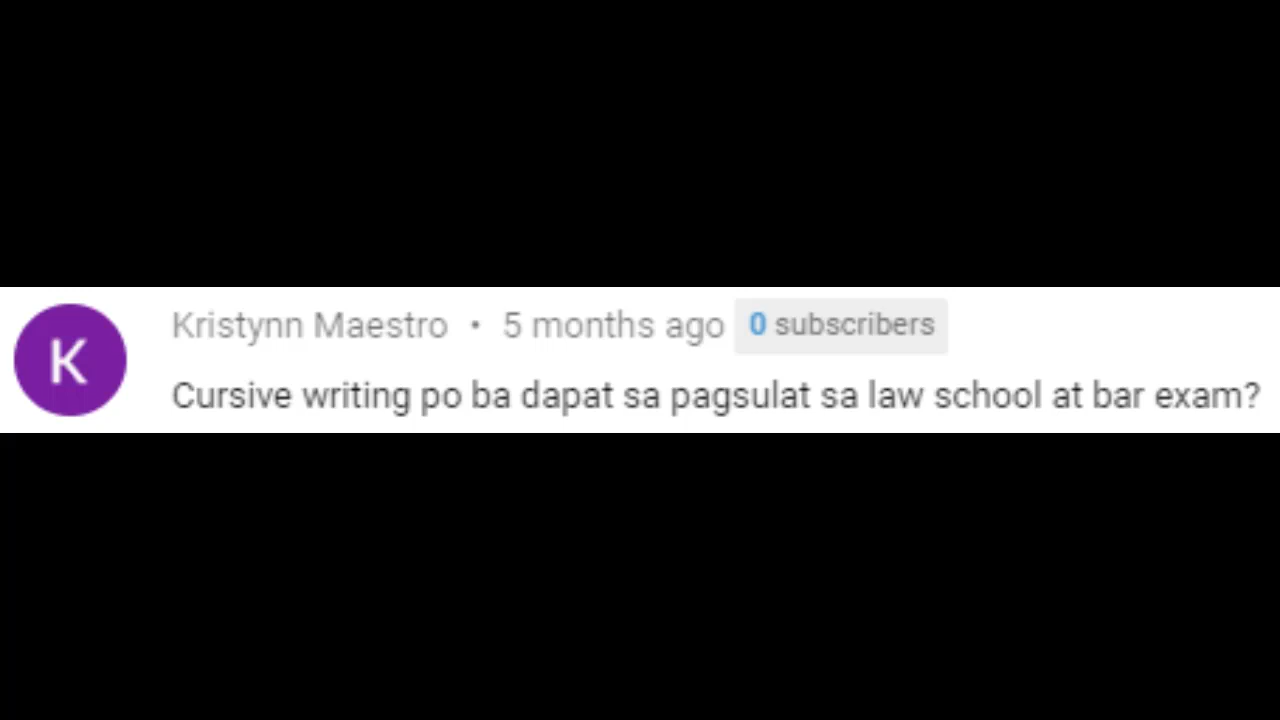 K
Kristynn Maestro • 5 months ago 0 subscribers
Cursive writing po ba dapat sa pagsulat sa law school at bar exam?